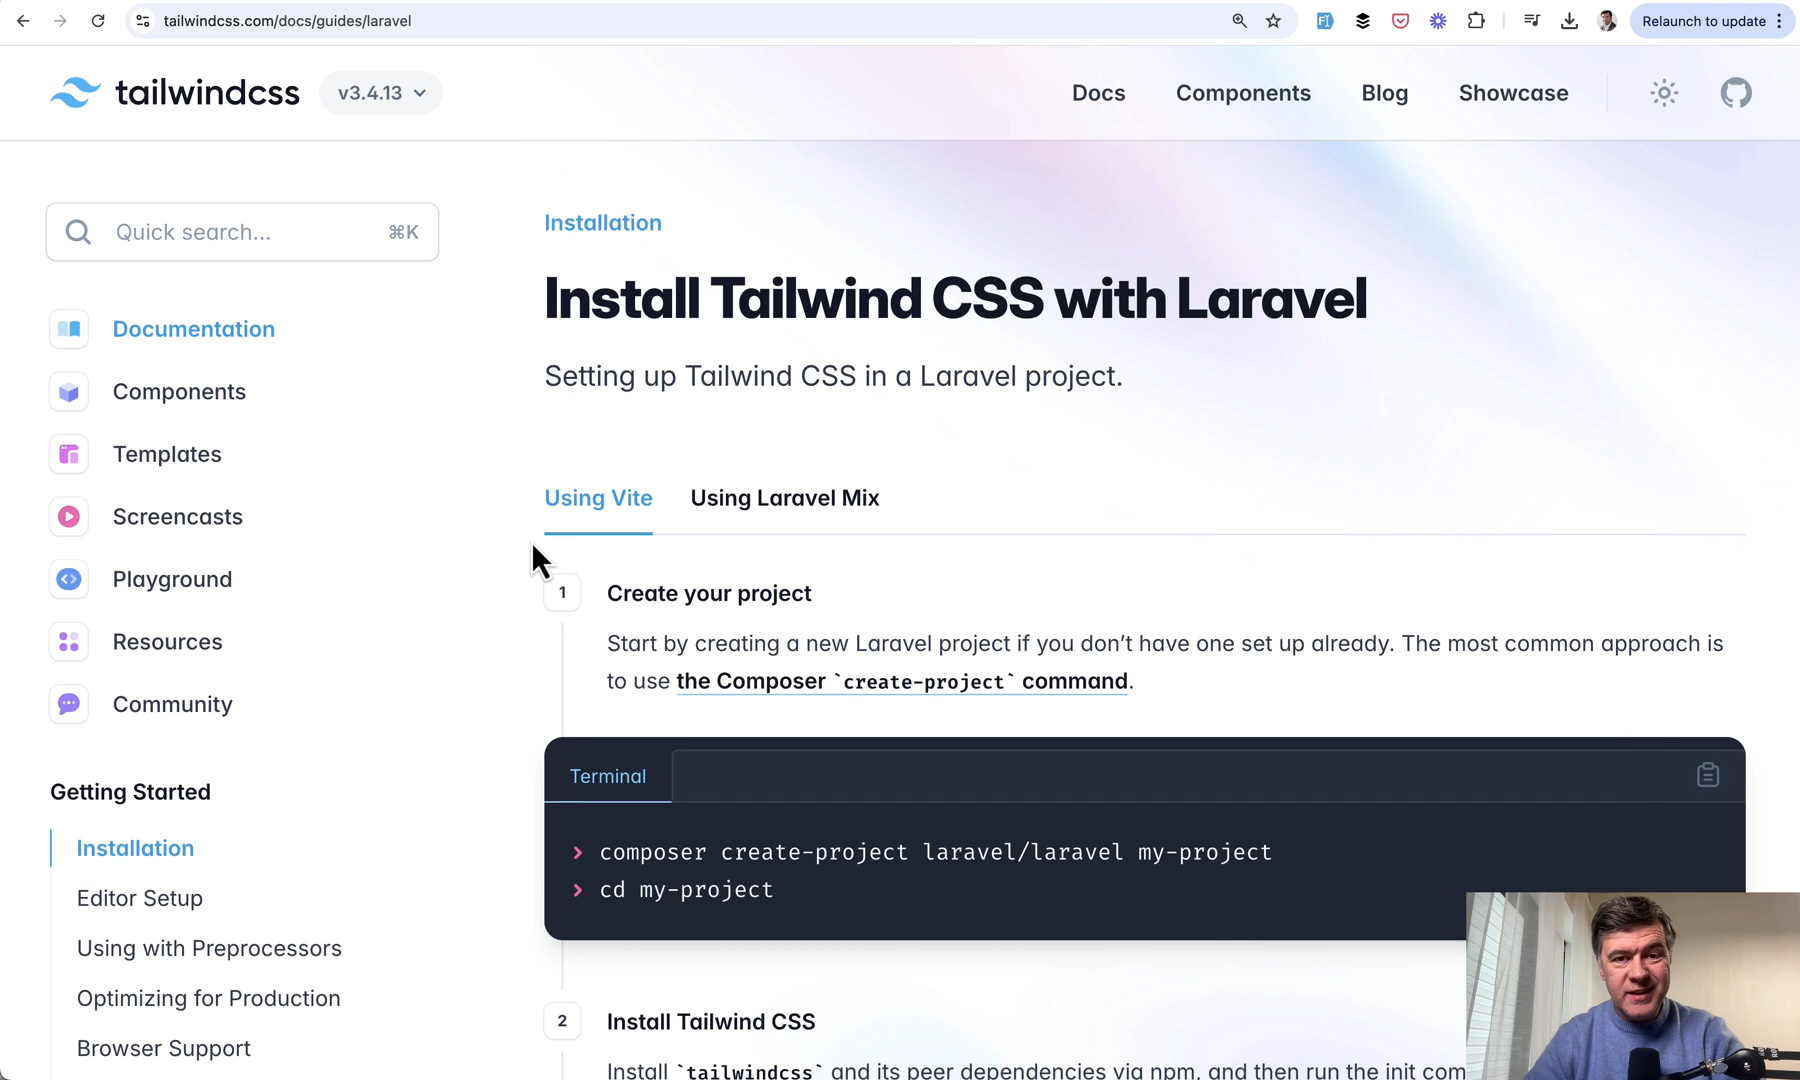 tailwindcss.com/docs/guides/laravel
Relaunch to update
tailwindcss
v3.4.13
Docs
Components
Blog
Showcase
Quick search...
⌘K
Documentation
Components
Templates
Screencasts
Playground
Resources
Community
Getting Started
Installation
Editor Setup
Using with Preprocessors
Optimizing for Production
Browser Support
Installation
Install Tailwind CSS with Laravel
Setting up Tailwind CSS in a Laravel project.
Using Vite
Using Laravel Mix
1
Create your project
Start by creating a new Laravel project if you don’t have one set up already. The most common approach is
to use the Composer `create-project` command.
Terminal
> composer create-project laravel/laravel my-project
> cd my-project
2
Install Tailwind CSS
Install `tailwindcss` and its peer dependencies via npm, and then run the init com